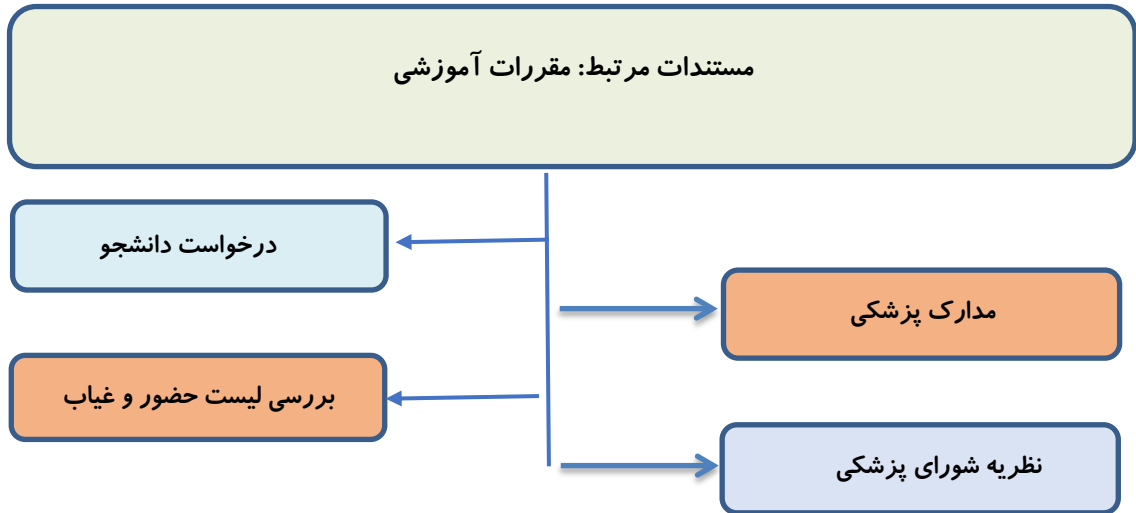 مستندات مرتبط: مقررات آموزشی
درخواست دانشجو
مدارک پزشکی
بررسی لیست حضور و غیاب
نظریه شورای پزشکی